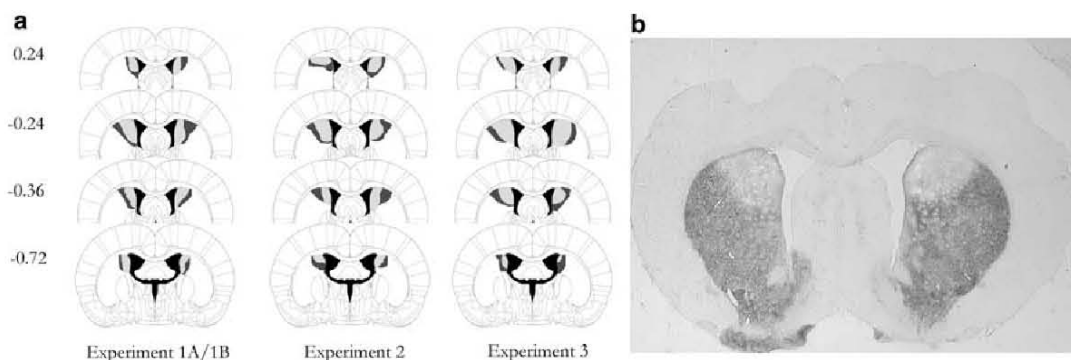 a
b
0.24
-0.24
-0.36
-0.72
Experiment 1A/1B
Experiment 2
Experiment 3